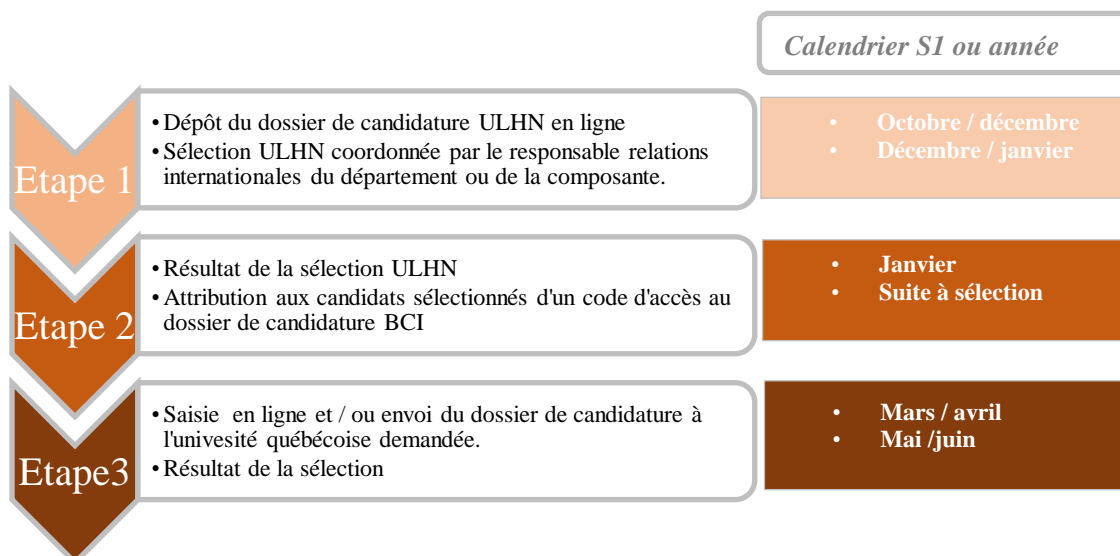 Calendrier S1 ou année
Etape 1
• Dépôt du dossier de candidature ULHN en ligne
• Sélection ULHN coordonnée par le responsable relations
internationales du département ou de la composante.
• Octobre / décembre
• Décembre / janvier
Etape 2
• Résultat de la sélection ULHN
• Attribution aux candidats sélectionnés d'un code d'accès au
dossier de candidature BCI
• Janvier
• Suite à sélection
Etape3
• Saisie en ligne et / ou envoi du dossier de candidature à
l'univesité québécoise demandée.
• Résultat de la sélection
• Mars / avril
• Mai /juin